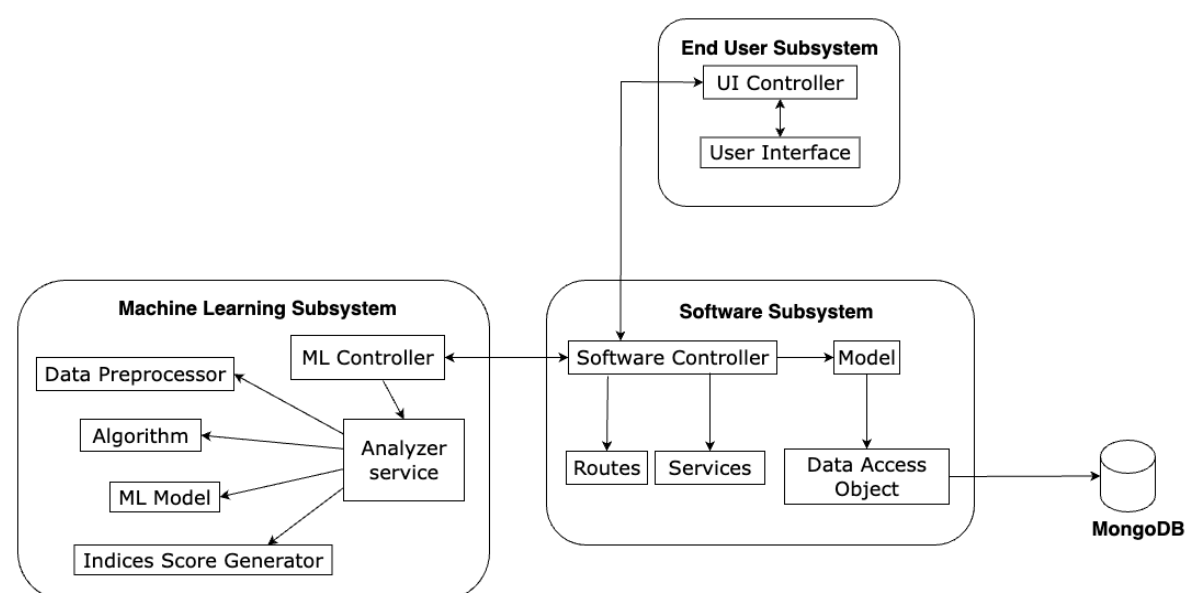 End User Subsystem
UI Controller
User Interface
Machine Learning Subsystem
ML Controller
Data Preprocessor
Algorithm
Analyzer
service
ML Model
Indices Score Generator
Software Subsystem
Software Controller
Model
Routes
Services
Data Access
Object
MongoDB